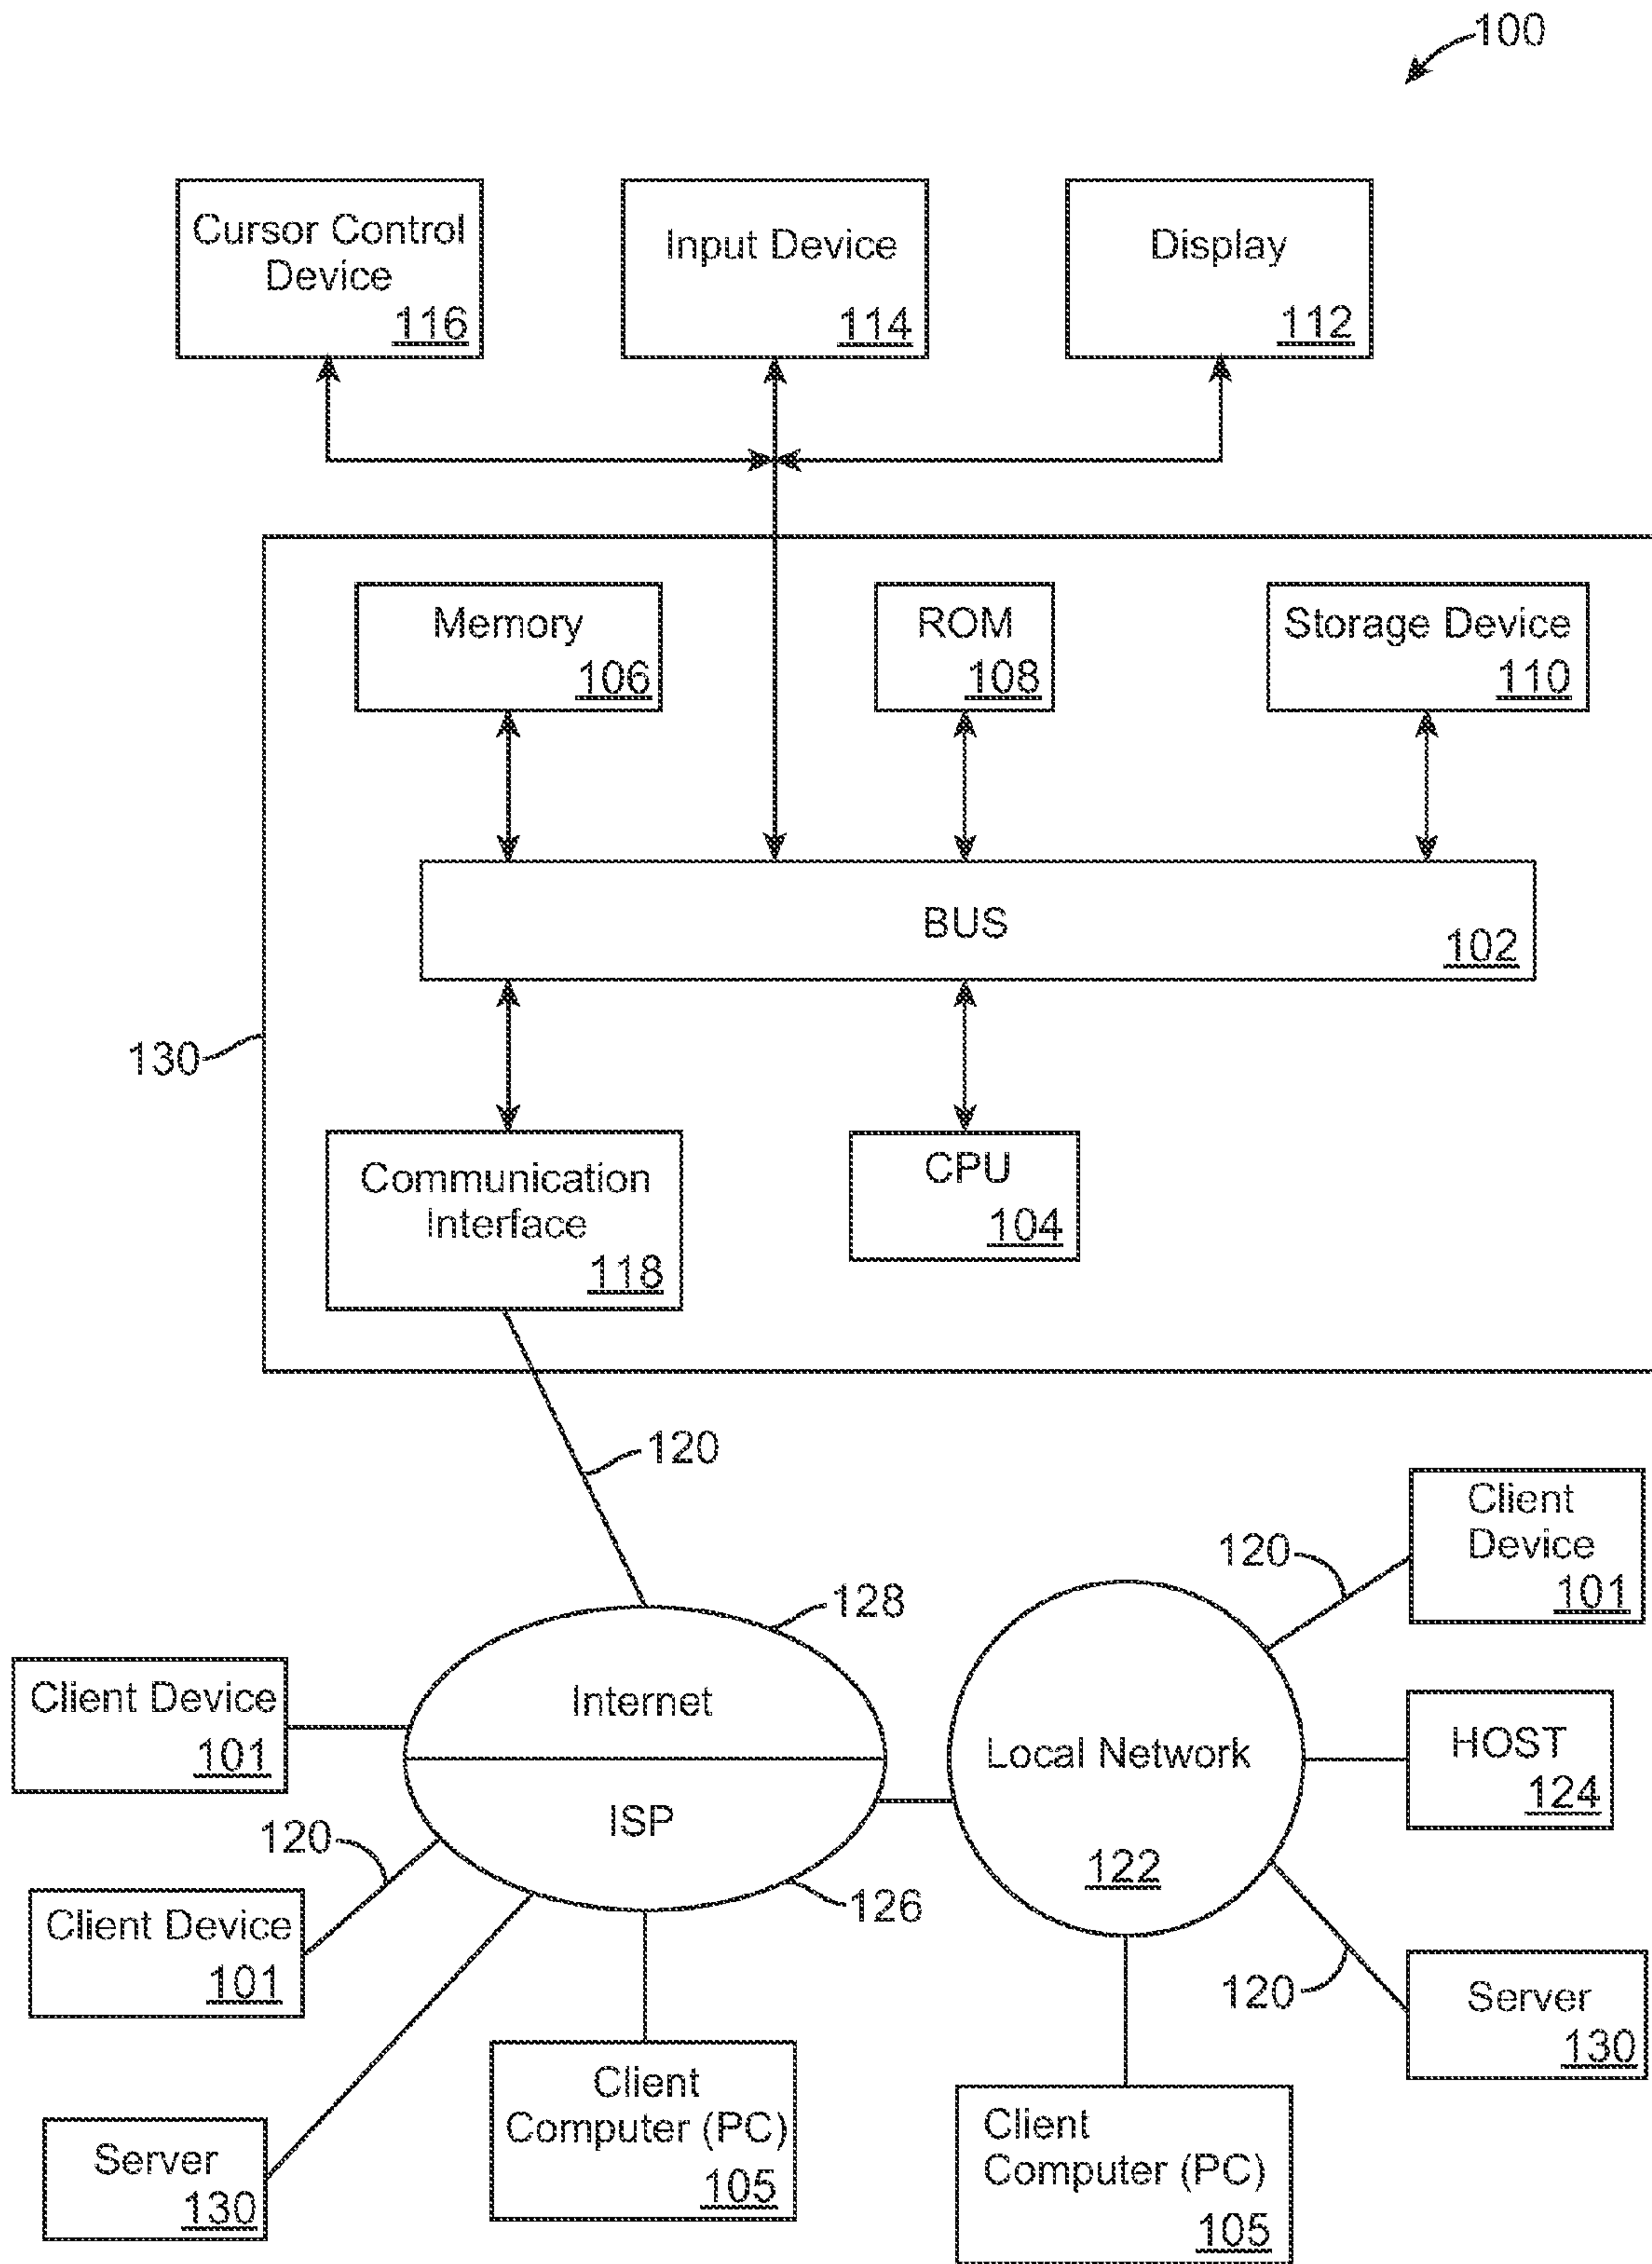 100
Cursor Control
Device
116
Input Device
114
Display
112
Memory
106
ROM
108
Storage Device
110
BUS
102
130
Communication
Interface
118
CPU
104
120
128
Internet
ISP
126
Client Device
101
120
Client Device
101
Server
130
Client
Computer (PC)
105
Local Network
122
120
Client
Device
101
HOST
124
120
Server
130
Client
Computer (PC)
105